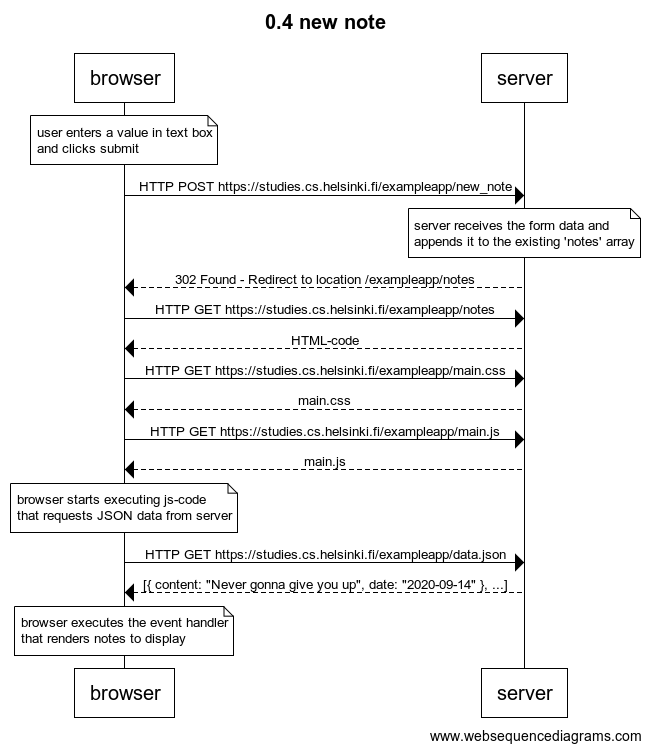 0.4 new note
browser
server
user enters a value in text box
and clicks submit
HTTP POST https://studies.cs.helsinki.fi/exampleapp/new_note
server receives the form data and
appends it to the existing 'notes' array
302 Found - Redirect to location /exampleapp/notes
HTTP GET https://studies.cs.helsinki.fi/exampleapp/notes
HTML-code
HTTP GET https://studies.cs.helsinki.fi/exampleapp/main.css
main.css
HTTP GET https://studies.cs.helsinki.fi/exampleapp/main.js
main.js
browser starts executing js-code
that requests JSON data from server
HTTP GET https://studies.cs.helsinki.fi/exampleapp/data.json
[{ content: "Never gonna give you up", date: "2020-09-14" }, ...]
browser executes the event handler
that renders notes to display
browser
server
www.websequencediagrams.com